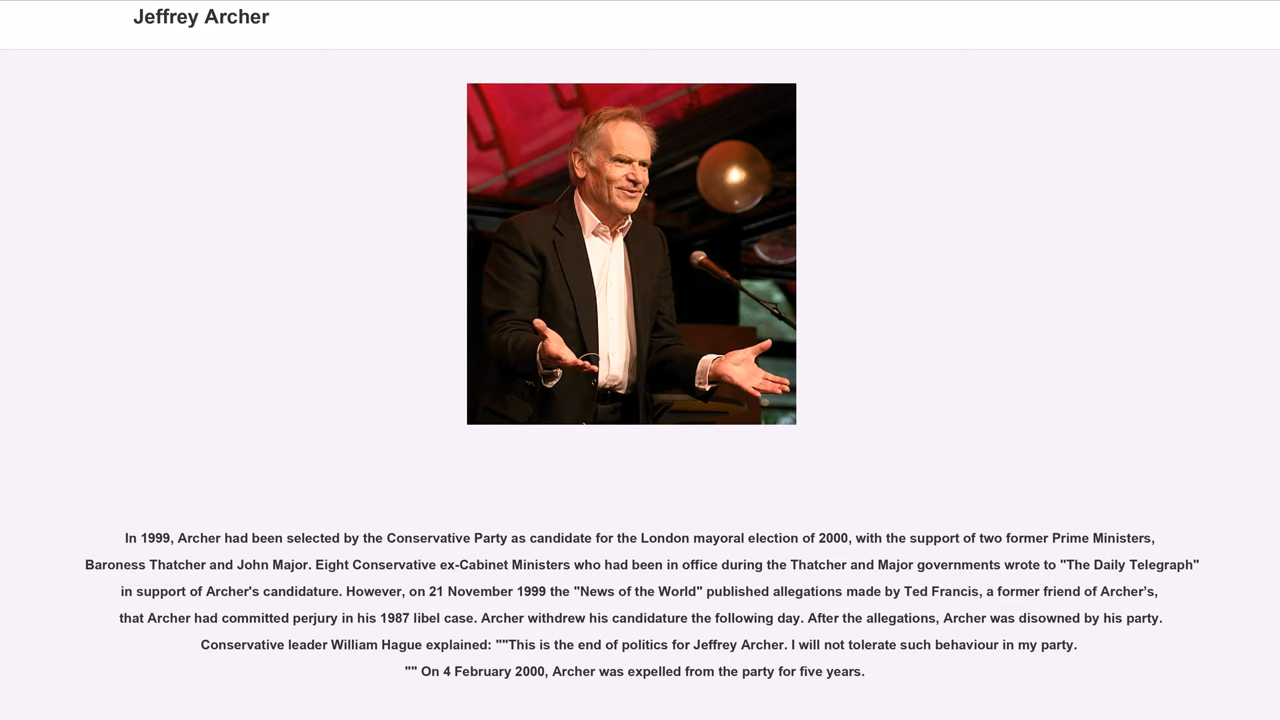 Jeffrey Archer
In 1999, Archer had been selected by the Conservative Party as candidate for the London mayoral election of 2000, with the support of two former Prime Ministers,
Baroness Thatcher and John Major. Eight Conservative ex-Cabinet Ministers who had been in office during the Thatcher and Major governments wrote to "The Daily Telegraph"
in support of Archer's candidature. However, on 21 November 1999 the "News of the World" published allegations made by Ted Francis, a former friend of Archer’s,
that Archer had committed perjury in his 1987 libel case. Archer withdrew his candidature the following day. After the allegations, Archer was disowned by his party.
Conservative leader William Hague explained: ""This is the end of politics for Jeffrey Archer. I will not tolerate such behaviour in my party.
"" On 4 February 2000, Archer was expelled from the party for five years.